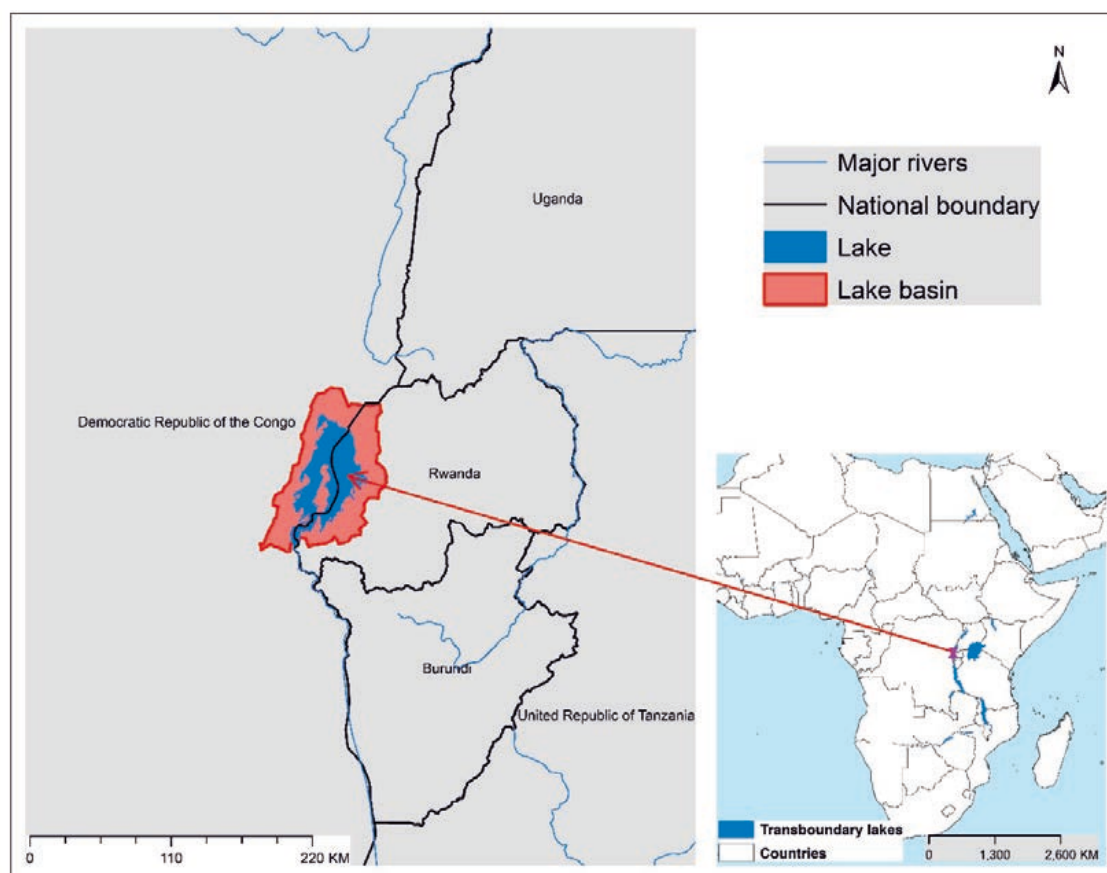 N
Major rivers
National boundary
Lake
Lake basin
Uganda
Democratic Republic of the Congo
Rwanda
Burundi
United Republic of Tanzania
0 110 220 KM
Transboundary lakes
Countries
0 1,300 2,600 KM